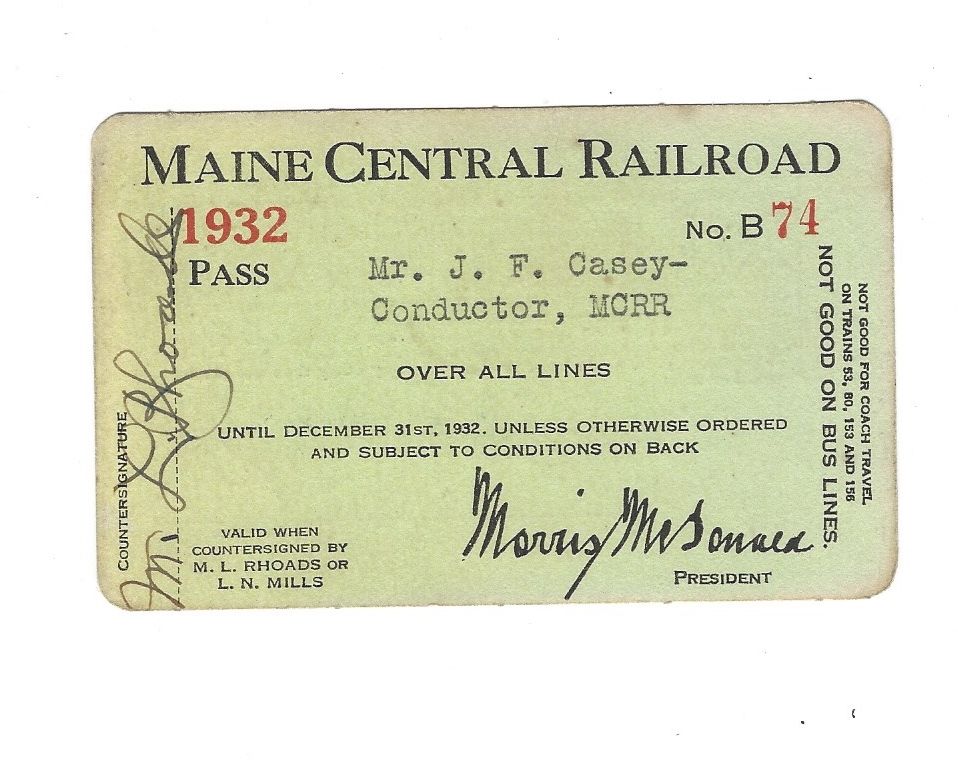 MAINE CENTRAL RAILROAD
1932
No. B 74
PASS
Mr. J. F. Casey-
Conductor, MCRR
OVER ALL LINES
UNTIL DECEMBER 31ST, 1932. UNLESS OTHERWISE ORDERED
AND SUBJECT TO CONDITIONS ON BACK
VALID WHEN
COUNTERSIGNED BY
M. L. RHOADS OR
L. N. MILLS
Morris McDonald
PRESIDENT
COUNTERSIGNATURE
M. L. Rhoads
NOT GOOD FOR COACH TRAVEL
ON TRAINS 53, 80, 153 AND 156
NOT GOOD ON BUS LINES.